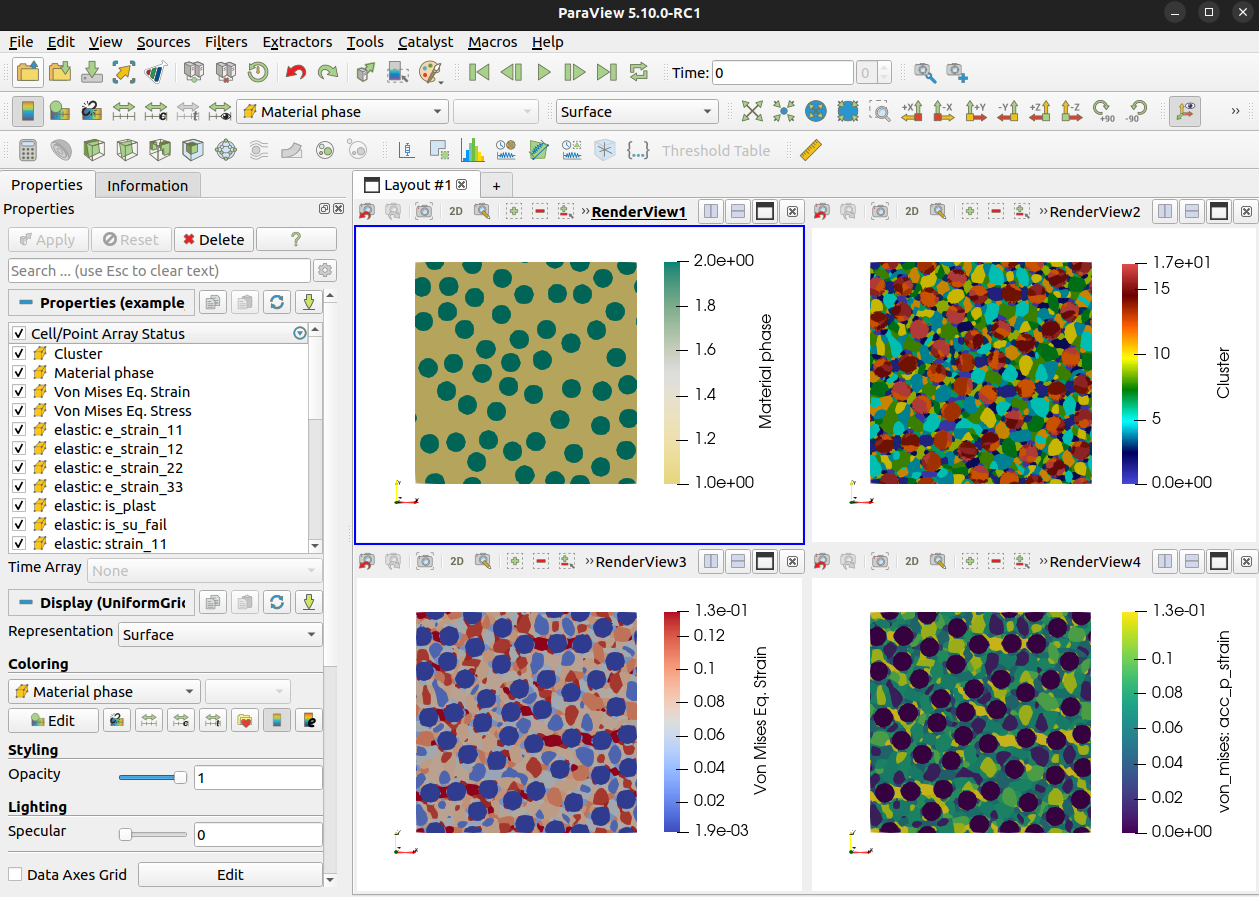 ParaView 5.10.0-RC1
File Edit View Sources Filters Extractors Tools Catalyst Macros Help
Time: 0 0
Material phase Surface +X -X +Y -Y +Z -Z +90 -90 »
Threshold Table
Properties Information
Properties
Apply Reset Delete ?
Search ... (use Esc to clear text)
Properties (example
Cell/Point Array Status
Cluster
Material phase
Von Mises Eq. Strain
Von Mises Eq. Stress
elastic: e_strain_11
elastic: e_strain_12
elastic: e_strain_22
elastic: e_strain_33
elastic: is_plast
elastic: is_su_fail
elastic: strain_11
Time Array None
Display (UniformGric
Representation Surface
Coloring
Material phase
Edit
Styling
Opacity 1
Lighting
Specular 0
Data Axes Grid Edit
Layout #1 +
2D » RenderView1
2.0e+00
1.8
1.6
1.4
1.2
1.0e+00
Material phase
2D » RenderView2
1.7e+01
15
10
5
0.0e+00
Cluster
2D » RenderView3
1.3e-01
0.12
0.1
0.08
0.06
0.04
0.02
1.9e-03
Von Mises Eq. Strain
2D » RenderView4
1.3e-01
0.1
0.08
0.06
0.04
0.02
0.0e+00
von_mises: acc_p_strain